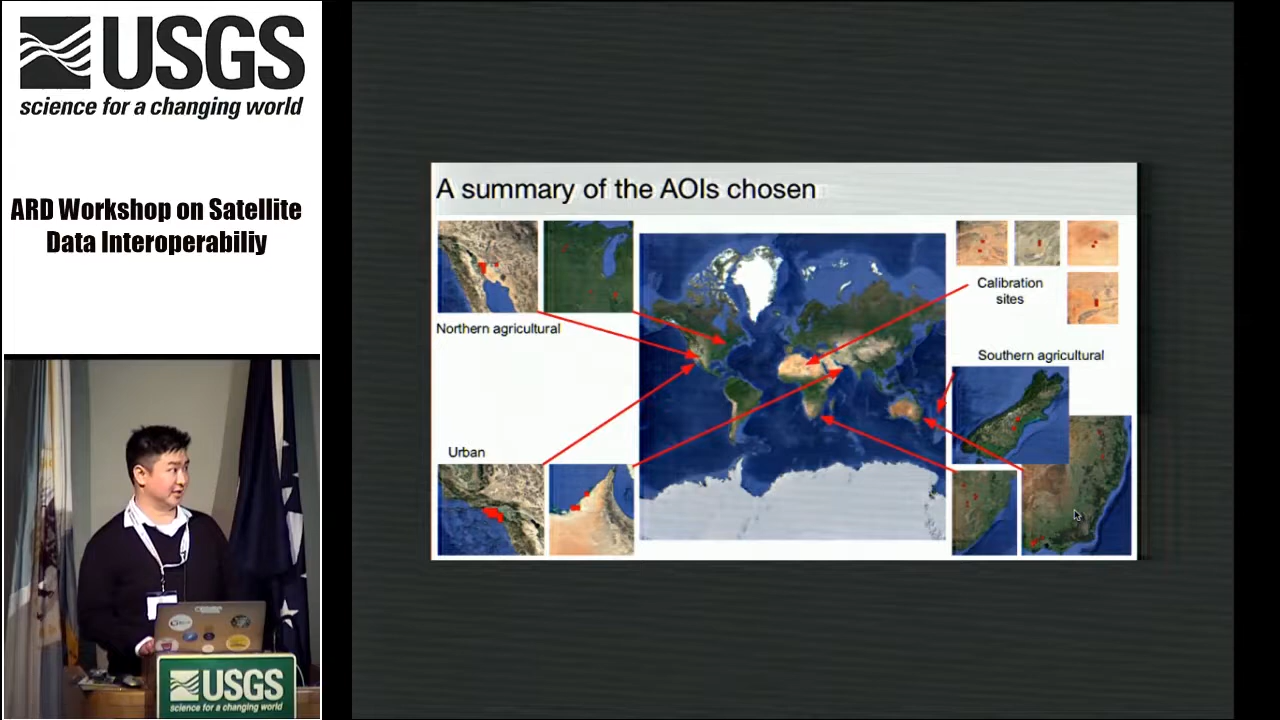 USGS
science for a changing world
ARD Workshop on Satellite
Data Interoperabiliy
A summary of the AOIs chosen
Northern agricultural
Calibration
sites
Southern agricultural
Urban
USGS
science for a changing world